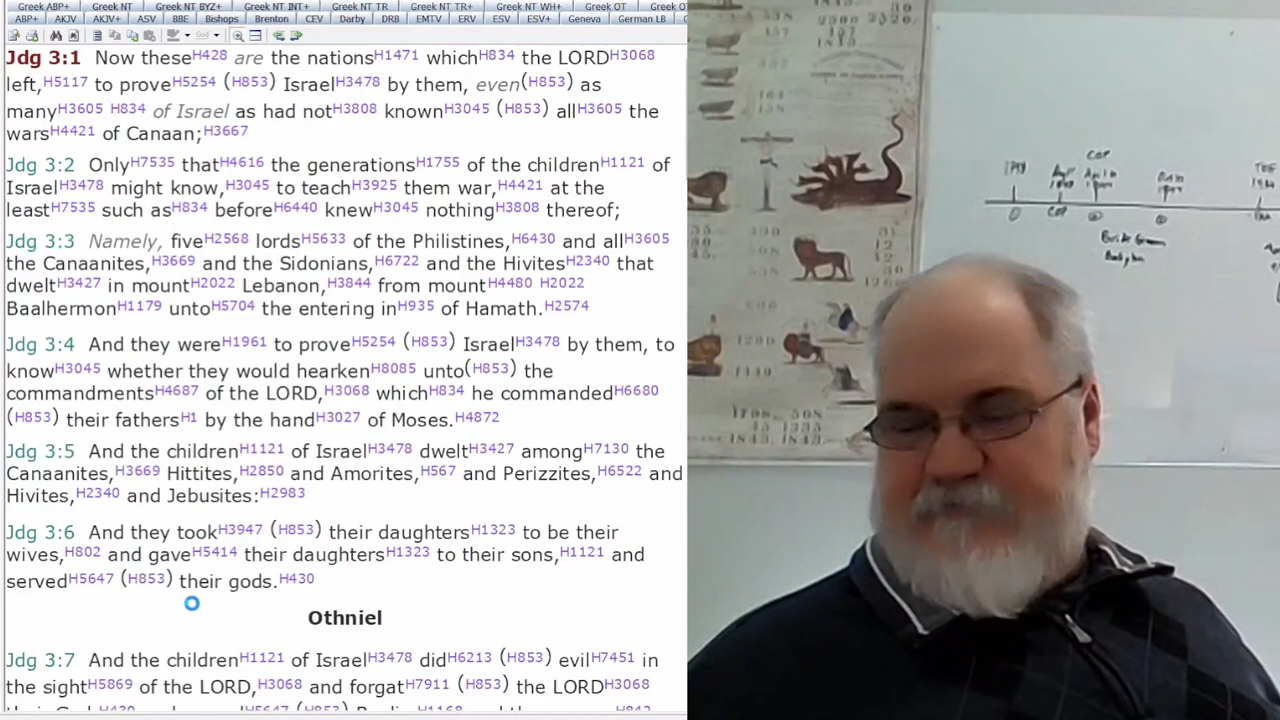 Greek ABP+ Greek NT Greek NT BYZ+ Greek NT INT+ Greek NT TR Greek NT WH+ Greek OT Greek OT
ABP+ AKJV AKJV+ ASV BBE Bishops Brenton CEV Darby DRB EMTV ERV ESV ESV+ Geneva German LB
Jdg 3:1 Now theseH428 are the nationsH1471 whichH834 the LORDH3068
left,H5117 to proveH5254 (H853) IsraelH3478 by them, even(H853) as
manyH3605 H834 of Israel as had notH3808 knownH3045 (H853) allH3605 the
warsH4421 of Canaan;H3667
Jdg 3:2 OnlyH7535 thatH4616 the generationsH1755 of the childrenH1121 of
IsraelH3478 might know,H3045 to teachH3925 them war,H4421 at the
leastH7535 such asH834 beforeH6440 knewH3045 nothingH3808 thereof;
Jdg 3:3 Namely, fiveH2568 lordsH5633 of the Philistines,H6430 and allH3605
the Canaanites,H3669 and the Sidonians,H6722 and the HivitesH2340 that
dweltH3427 in mountH2022 Lebanon,H3844 from mountH4480 H2022
BaalhermonH1179 untoH5704 the entering inH935 of Hamath.H2574
Jdg 3:4 And they wereH1961 to proveH5254 (H853) IsraelH3478 by them, to
knowH3045 whether they would hearkenH8085 unto(H853) the
commandmentsH4687 of the LORD,H3068 whichH834 he commandedH6680
(H853) their fathersH1 by the handH3027 of Moses.H4872
Jdg 3:5 And the childrenH1121 of IsraelH3478 dweltH3427 amongH7130 the
Canaanites,H3669 Hittites,H2850 and Amorites,H567 and Perizzites,H6522 and
Hivites,H2340 and Jebusites:H2983
Jdg 3:6 And they tookH3947 (H853) their daughtersH1323 to be their
wives,H802 and gaveH5414 their daughtersH1323 to their sons,H1121 and
servedH5647 (H853) their gods.H430
Othniel
Jdg 3:7 And the childrenH1121 of IsraelH3478 didH6213 (H853) evilH7451 in
the sightH5869 of the LORD,H3068 and forgatH7911 (H853) the LORDH3068
1708. 508
45 1335
1843. 1843.